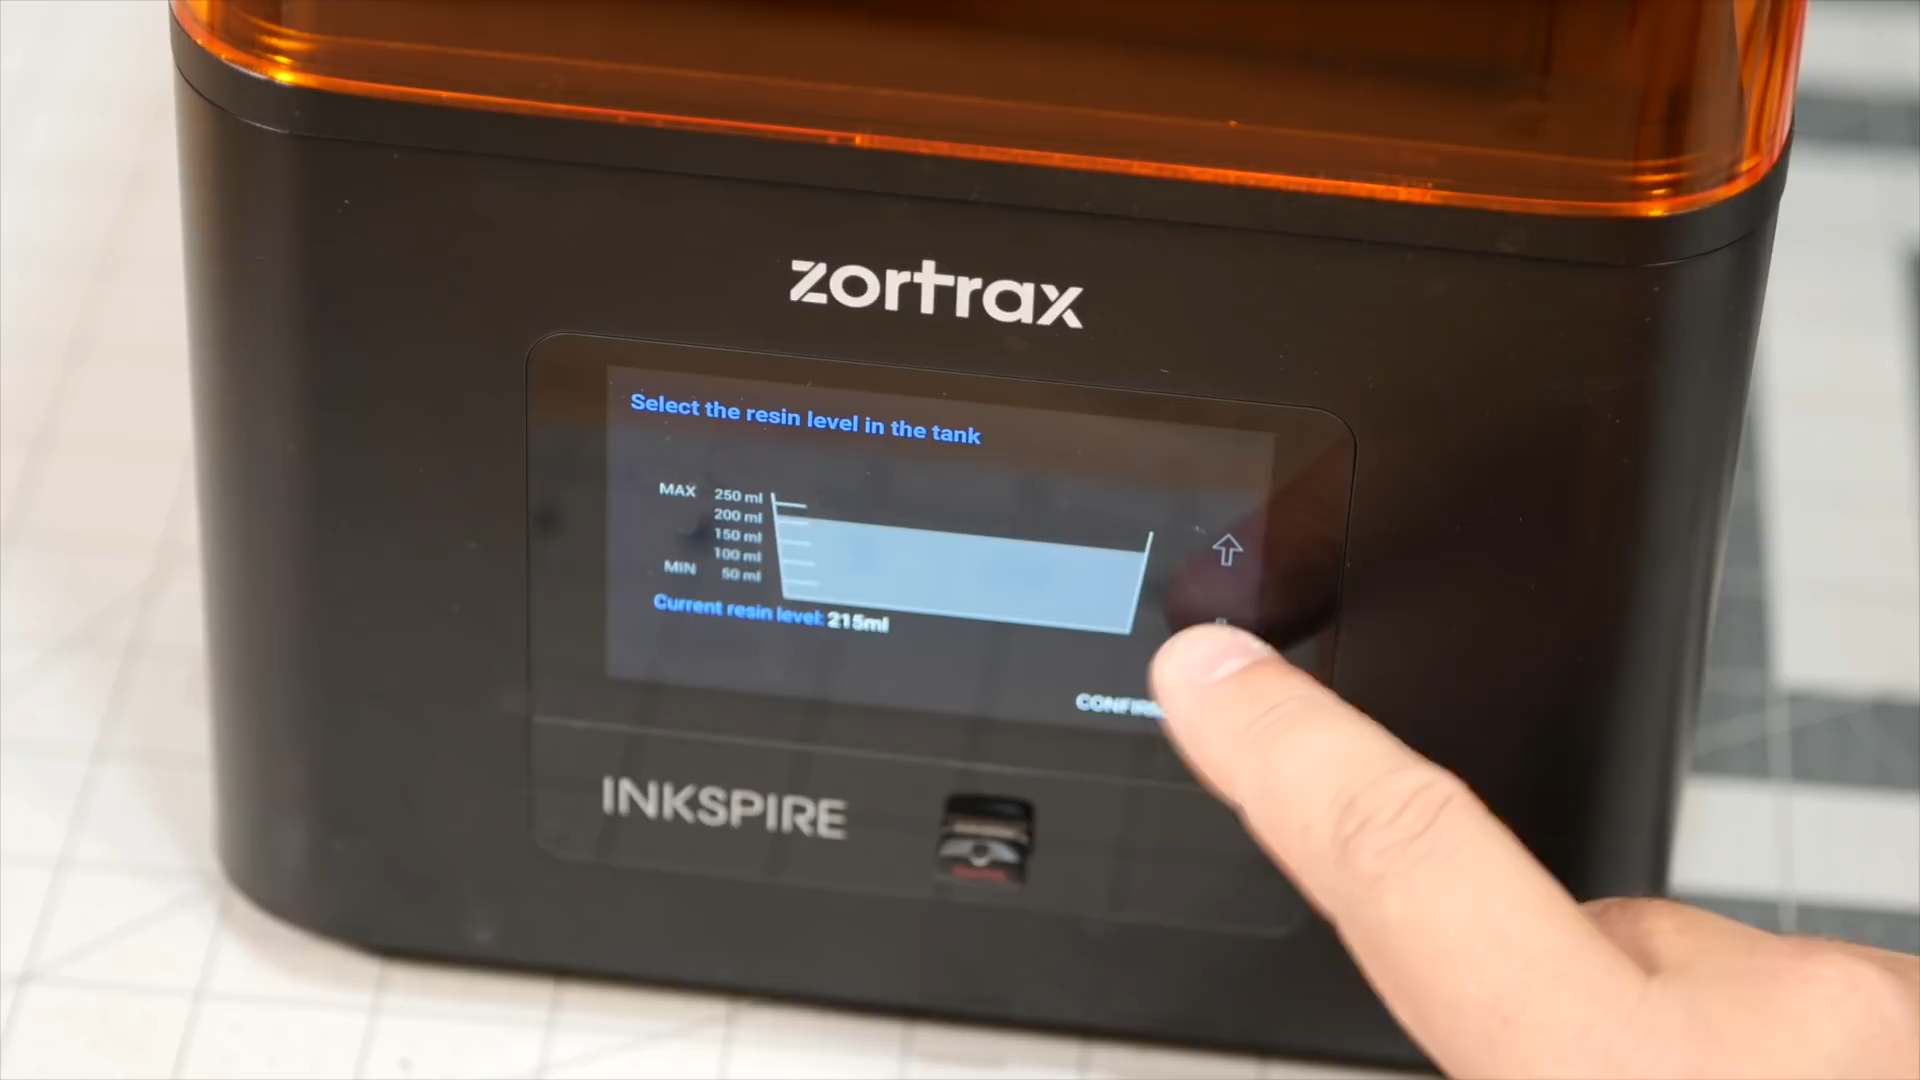 zortrax
Select the resin level in the tank
MAX 250 ml
200 ml
150 ml
100 ml
MIN 50 ml
Current resin level: 215ml
INKSPIRE